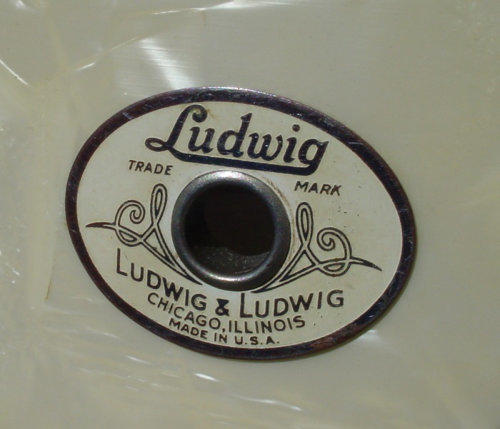 Ludwig
TRADE MARK
LUDWIG & LUDWIG
CHICAGO, ILLINOIS
MADE IN U.S.A.